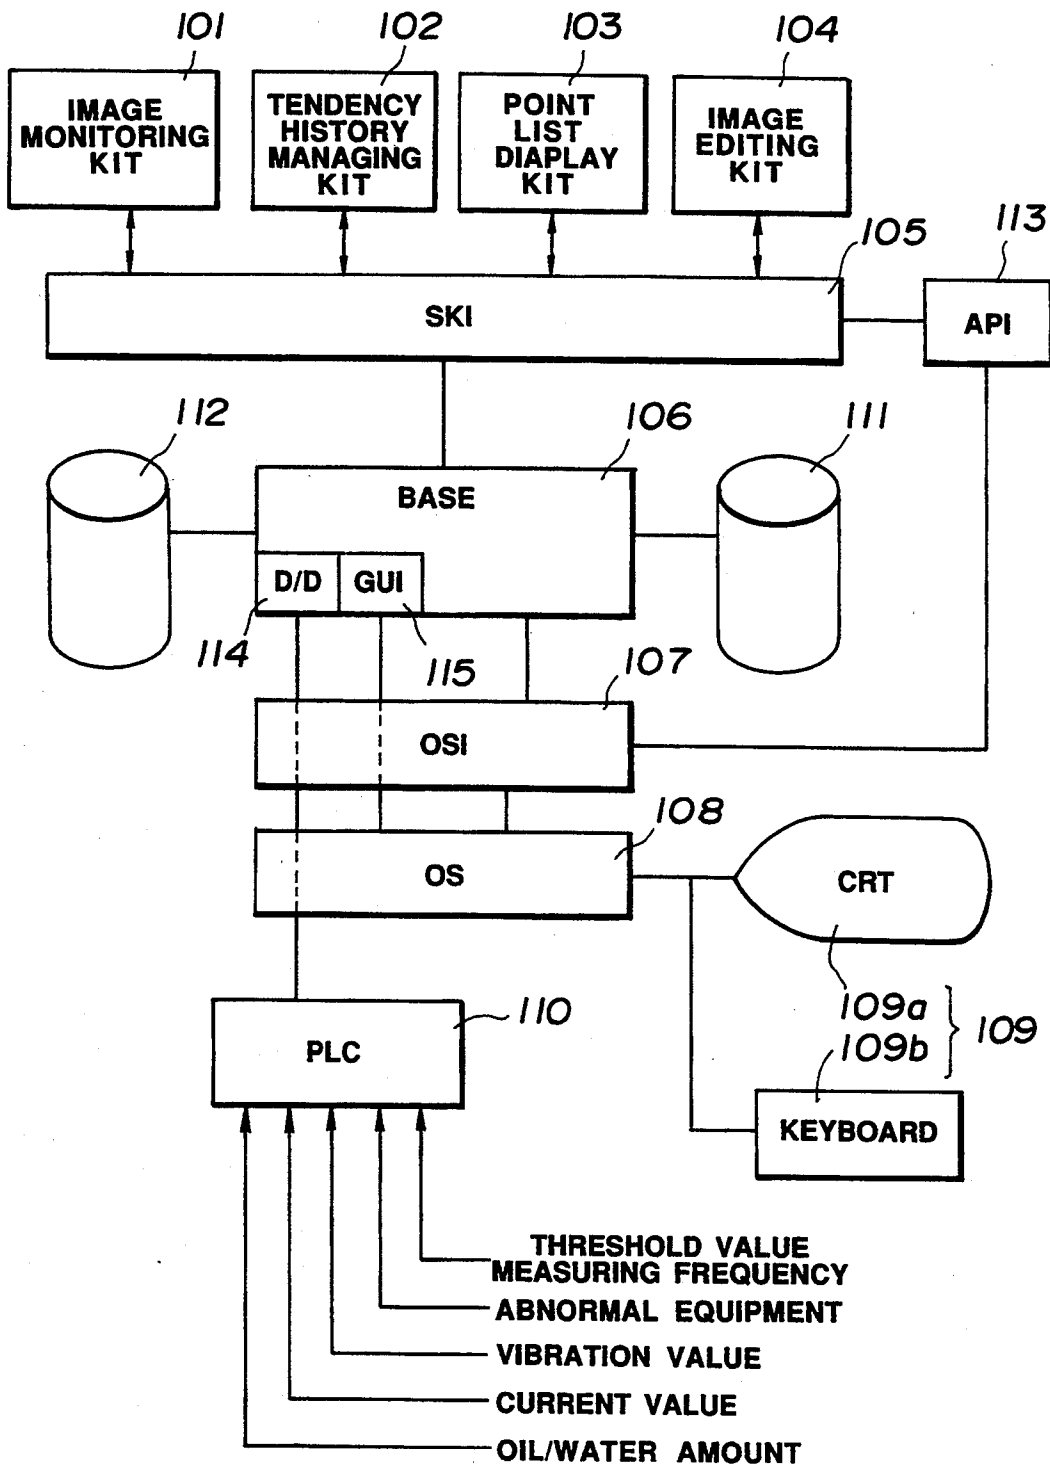 101
102
103
104
IMAGE
MONITORING
KIT
TENDENCY
HISTORY
MANAGING
KIT
POINT
LIST
DIAPLAY
KIT
IMAGE
EDITING
KIT
105
113
SKI
API
112
106
111
BASE
D/D
GUI
114
115
107
OSI
108
OS
CRT
109a
109b
109
110
PLC
KEYBOARD
THRESHOLD VALUE
MEASURING FREQUENCY
ABNORMAL EQUIPMENT
VIBRATION VALUE
CURRENT VALUE
OIL/WATER AMOUNT